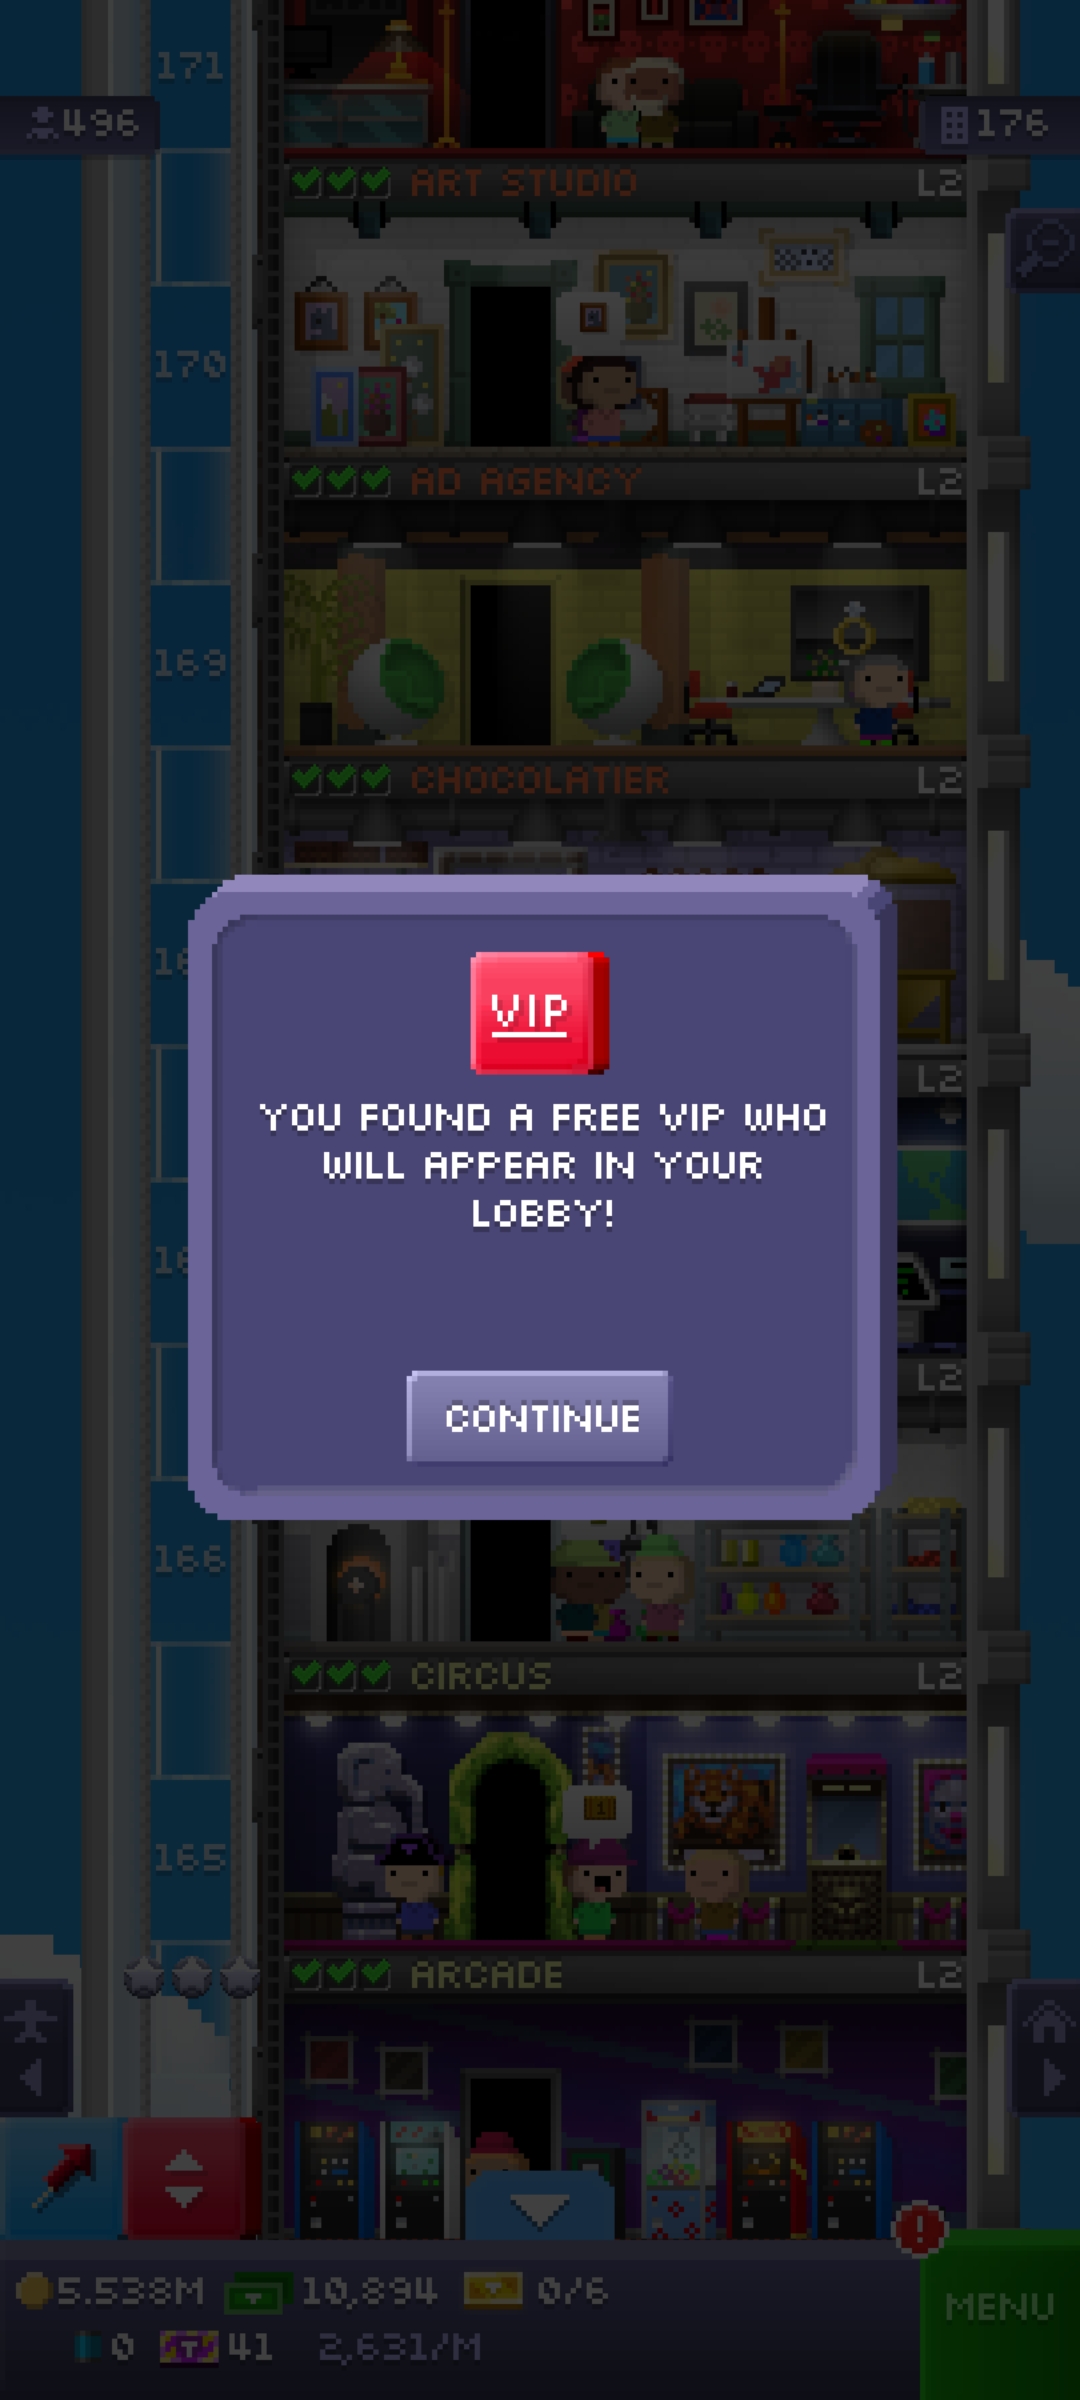 171
496
176
ART STUDIO
L2
170
AD AGENCY
L2
169
CHOCOLATIER
L2
VIP
YOU FOUND A FREE VIP WHO
WILL APPEAR IN YOUR
LOBBY!
L2
L2
CONTINUE
166
CIRCUS
L2
1
165
ARCADE
L2
5.538M
10,894
0/6
MENU
0
T
41
2,631/M